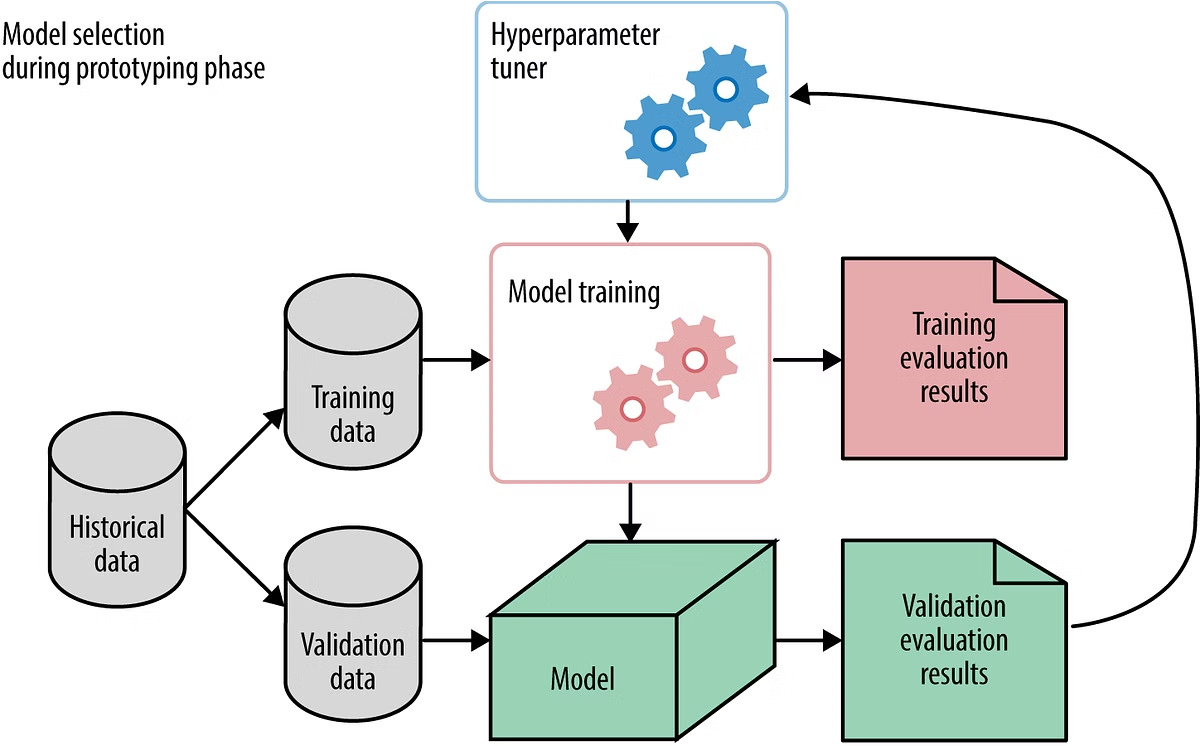 Model selection
during prototyping phase
Hyperparameter
tuner
Model training
Training
evaluation
results
Training
data
Historical
data
Validation
data
Model
Validation
evaluation
results